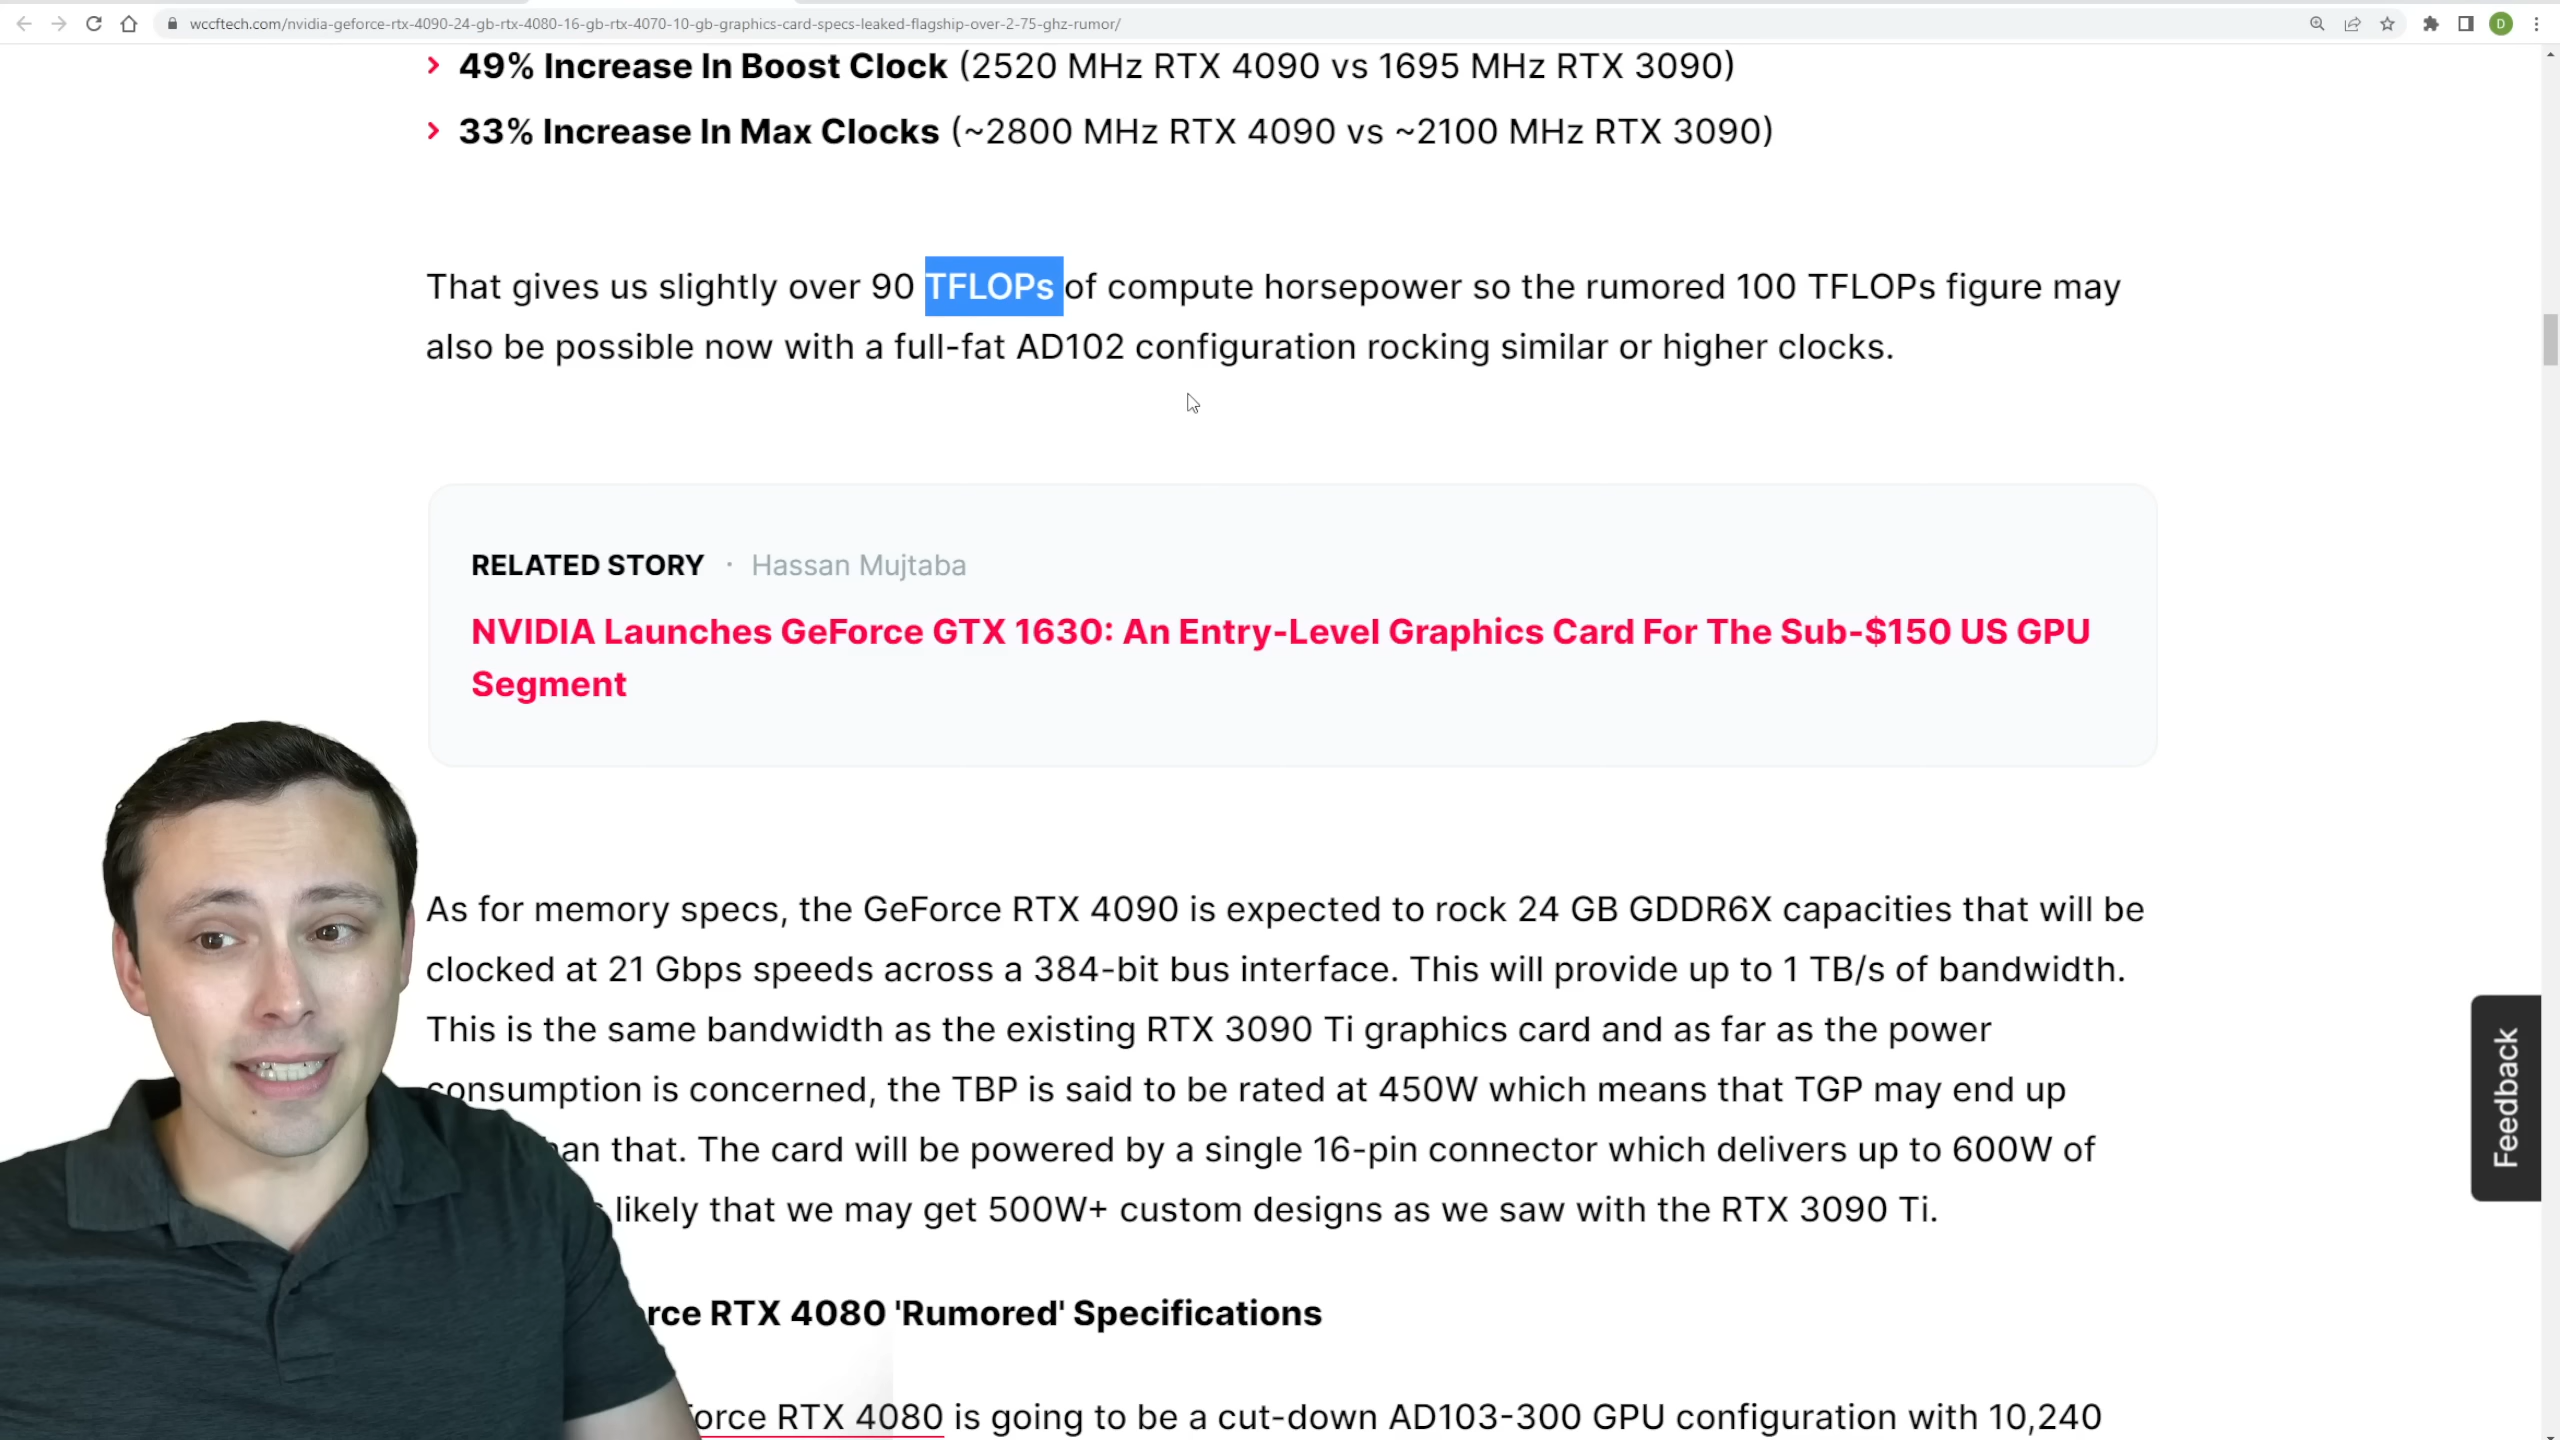 wccftech.com/nvidia-geforce-rtx-4090-24-gb-rtx-4080-16-gb-rtx-4070-10-gb-graphics-card-specs-leaked-flagship-over-2-75-ghz-rumor/
D
49% Increase In Boost Clock (2520 MHz RTX 4090 vs 1695 MHz RTX 3090)
33% Increase In Max Clocks (~2800 MHz RTX 4090 vs ~2100 MHz RTX 3090)
That gives us slightly over 90 TFLOPs of compute horsepower so the rumored 100 TFLOPs figure may
also be possible now with a full-fat AD102 configuration rocking similar or higher clocks.
RELATED STORY · Hassan Mujtaba
NVIDIA Launches GeForce GTX 1630: An Entry-Level Graphics Card For The Sub-$150 US GPU
Segment
As for memory specs, the GeForce RTX 4090 is expected to rock 24 GB GDDR6X capacities that will be
clocked at 21 Gbps speeds across a 384-bit bus interface. This will provide up to 1 TB/s of bandwidth.
This is the same bandwidth as the existing RTX 3090 Ti graphics card and as far as the power
consumption is concerned, the TBP is said to be rated at 450W which means that TGP may end up
an that. The card will be powered by a single 16-pin connector which delivers up to 600W of
likely that we may get 500W+ custom designs as we saw with the RTX 3090 Ti.
Feedback
rce RTX 4080 'Rumored' Specifications
orce RTX 4080 is going to be a cut-down AD103-300 GPU configuration with 10,240